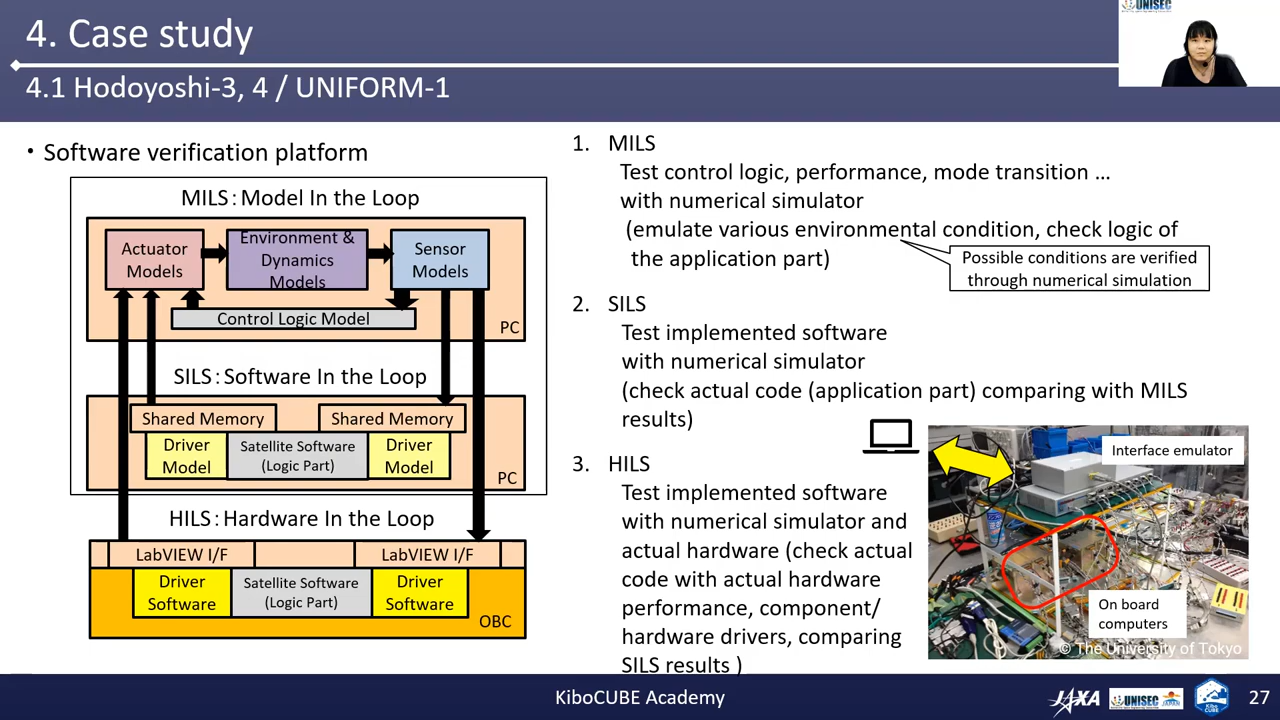 4. Case study
4.1 Hodoyoshi-3, 4 / UNIFORM-1
UNISEC
• Software verification platform
MILS : Model In the Loop
Actuator
Models
Environment &
Dynamics
Models
Sensor
Models
Control Logic Model
PC
SILS : Software In the Loop
Shared Memory
Shared Memory
Driver
Model
Satellite Software
(Logic Part)
Driver
Model
PC
HILS : Hardware In the Loop
LabVIEW I/F
LabVIEW I/F
Driver
Software
Satellite Software
(Logic Part)
Driver
Software
OBC
1. MILS
Test control logic, performance, mode transition …
with numerical simulator
(emulate various environmental condition, check logic of
the application part)
Possible conditions are verified
through numerical simulation
2. SILS
Test implemented software
with numerical simulator
(check actual code (application part) comparing with MILS
results)
3. HILS
Test implemented software
with numerical simulator and
actual hardware (check actual
code with actual hardware
performance, component/
hardware drivers, comparing
SILS results )
Interface emulator
On board
computers
© The University of Tokyo
KiboCUBE Academy
JAXA
UNISEC
JAPAN
Kibo
CUBE
27